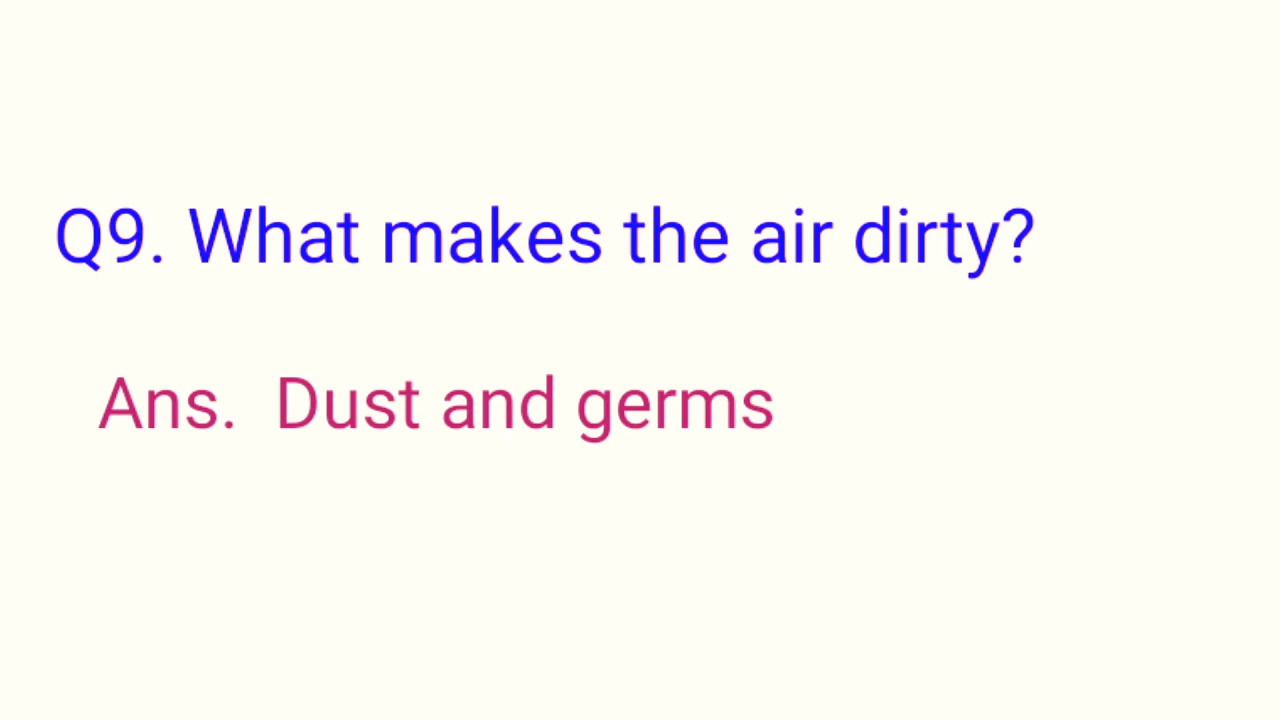 Q9. What makes the air dirty?
Ans. Dust and germs